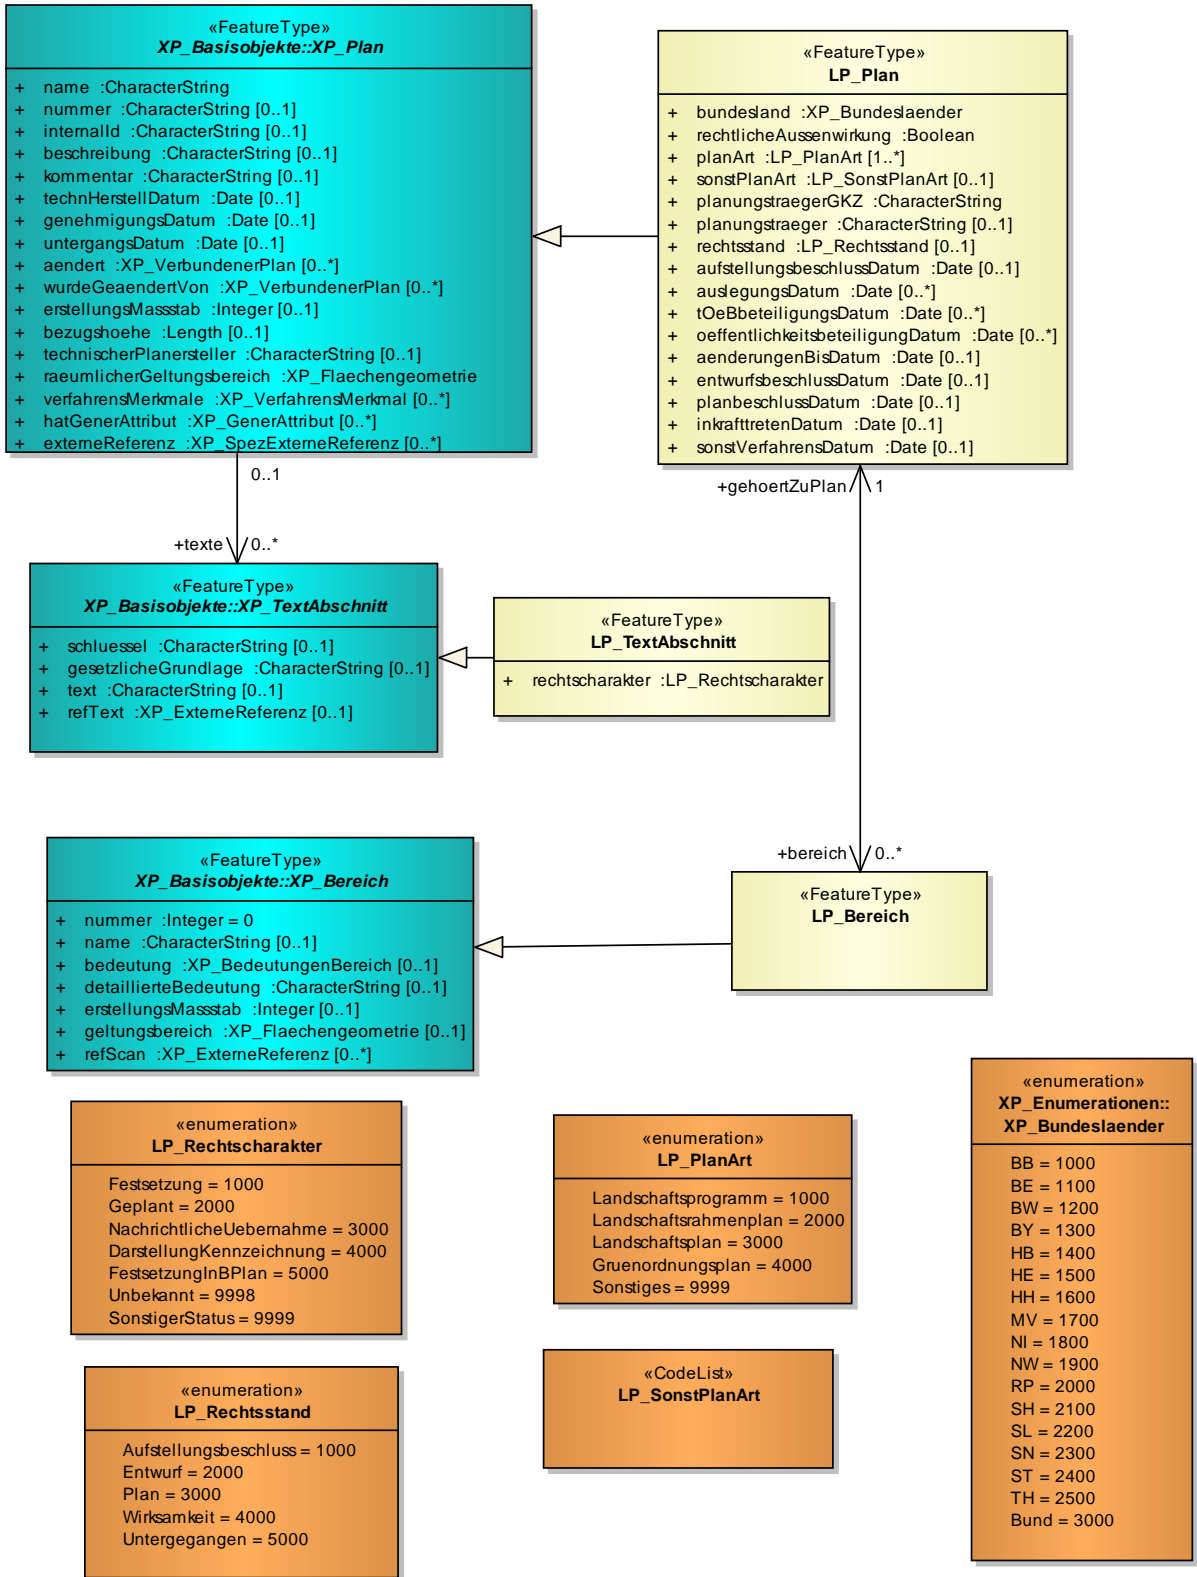 «FeatureType»
XP_Basisobjekte::XP_Plan
+ name :CharacterString
+ nummer :CharacterString [0..1]
+ internalId :CharacterString [0..1]
+ beschreibung :CharacterString [0..1]
+ kommentar :CharacterString [0..1]
+ technHerstellDatum :Date [0..1]
+ genehmigungsDatum :Date [0..1]
+ untergangsDatum :Date [0..1]
+ aendert :XP_VerbundenerPlan [0..*]
+ wurdeGeaendertVon :XP_VerbundenerPlan [0..*]
+ erstellungsMassstab :Integer [0..1]
+ bezugshoehe :Length [0..1]
+ technischerPlanersteller :CharacterString [0..1]
+ raeumlicherGeltungsbereich :XP_Flaechengeometrie
+ verfahrensMerkmale :XP_VerfahrensMerkmal [0..*]
+ hatGenerAttribut :XP_GenerAttribut [0..*]
+ externeReferenz :XP_SpezExterneReferenz [0..*]
«FeatureType»
LP_Plan
+ bundesland :XP_Bundeslaender
+ rechtlicheAussenwirkung :Boolean
+ planArt :LP_PlanArt [1..*]
+ sonstPlanArt :LP_SonstPlanArt [0..1]
+ planungstraegerGKZ :CharacterString
+ planungstraeger :CharacterString [0..1]
+ rechtsstand :LP_Rechtsstand [0..1]
+ aufstellungsbeschlussDatum :Date [0..1]
+ auslegungsDatum :Date [0..*]
+ tOeBbeteiligungsDatum :Date [0..*]
+ oeffentlichkeitsbeteiligungDatum :Date [0..*]
+ aenderungenBisDatum :Date [0..1]
+ entwurfsbeschlussDatum :Date [0..1]
+ planbeschlussDatum :Date [0..1]
+ inkrafttretenDatum :Date [0..1]
+ sonstVerfahrensDatum :Date [0..1]
0..1
+gehoertZuPlan 1
+texte 0..*
«FeatureType»
XP_Basisobjekte::XP_TextAbschnitt
+ schluessel :CharacterString [0..1]
+ gesetzlicheGrundlage :CharacterString [0..1]
+ text :CharacterString [0..1]
+ refText :XP_ExterneReferenz [0..1]
«FeatureType»
LP_TextAbschnitt
+ rechtscharakter :LP_Rechtscharakter
+bereich 0..*
«FeatureType»
XP_Basisobjekte::XP_Bereich
+ nummer :Integer = 0
+ name :CharacterString [0..1]
+ bedeutung :XP_BedeutungenBereich [0..1]
+ detaillierteBedeutung :CharacterString [0..1]
+ erstellungsMassstab :Integer [0..1]
+ geltungsbereich :XP_Flaechengeometrie [0..1]
+ refScan :XP_ExterneReferenz [0..*]
«FeatureType»
LP_Bereich
«enumeration»
LP_Rechtscharakter
Festsetzung = 1000
Geplant = 2000
NachrichtlicheUebernahme = 3000
DarstellungKennzeichnung = 4000
FestsetzungInBPlan = 5000
Unbekannt = 9998
SonstigerStatus = 9999
«enumeration»
LP_PlanArt
Landschaftsprogramm = 1000
Landschaftsrahmenplan = 2000
Landschaftsplan = 3000
Gruenordnungsplan = 4000
Sonstiges = 9999
«enumeration»
XP_Enumerationen::
XP_Bundeslaender
BB = 1000
BE = 1100
BW = 1200
BY = 1300
HB = 1400
HE = 1500
HH = 1600
MV = 1700
NI = 1800
NW = 1900
RP = 2000
SH = 2100
SL = 2200
SN = 2300
ST = 2400
TH = 2500
Bund = 3000
«enumeration»
LP_Rechtsstand
Aufstellungsbeschluss = 1000
Entwurf = 2000
Plan = 3000
Wirksamkeit = 4000
Untergegangen = 5000
«CodeList»
LP_SonstPlanArt